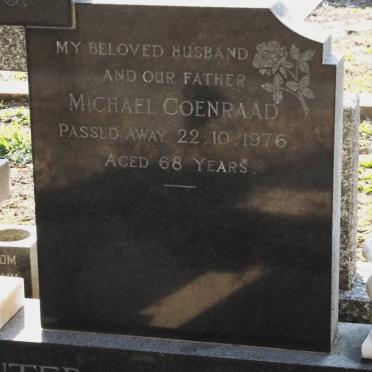 MY BELOVED HUSBAND
AND OUR FATHER
MICHAEL COENRAAD
PASSED AWAY 22.10.1976
AGED 68 YEARS.